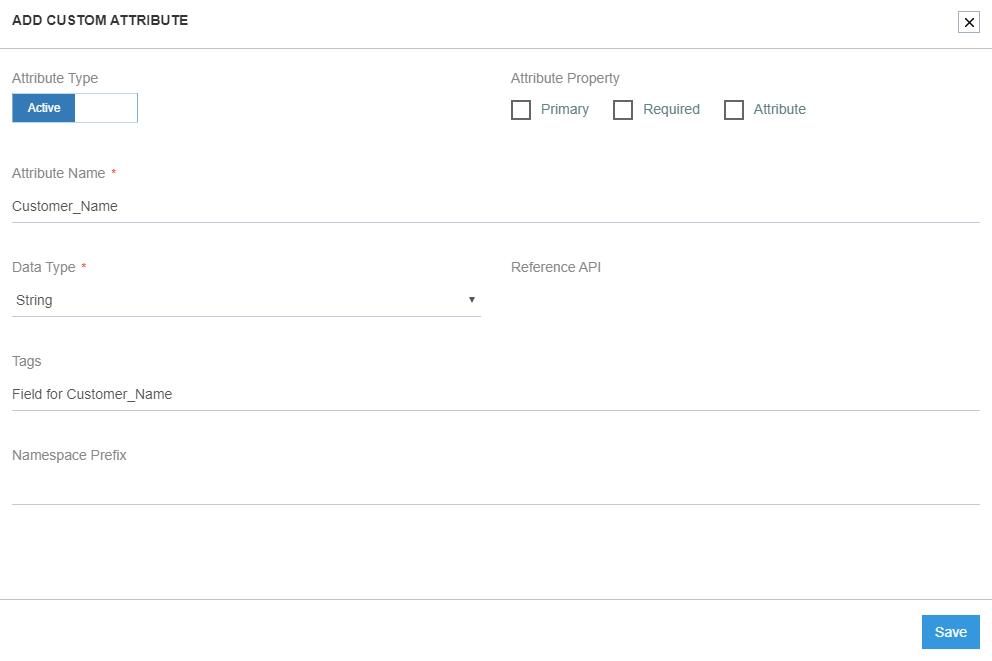 ADD CUSTOM ATTRIBUTE
Attribute Type
Attribute Property
Active
Primary
Required
Attribute
Attribute Name *
Customer_Name
Data Type *
Reference API
String
Tags
Field for Customer_Name
Namespace Prefix
Save